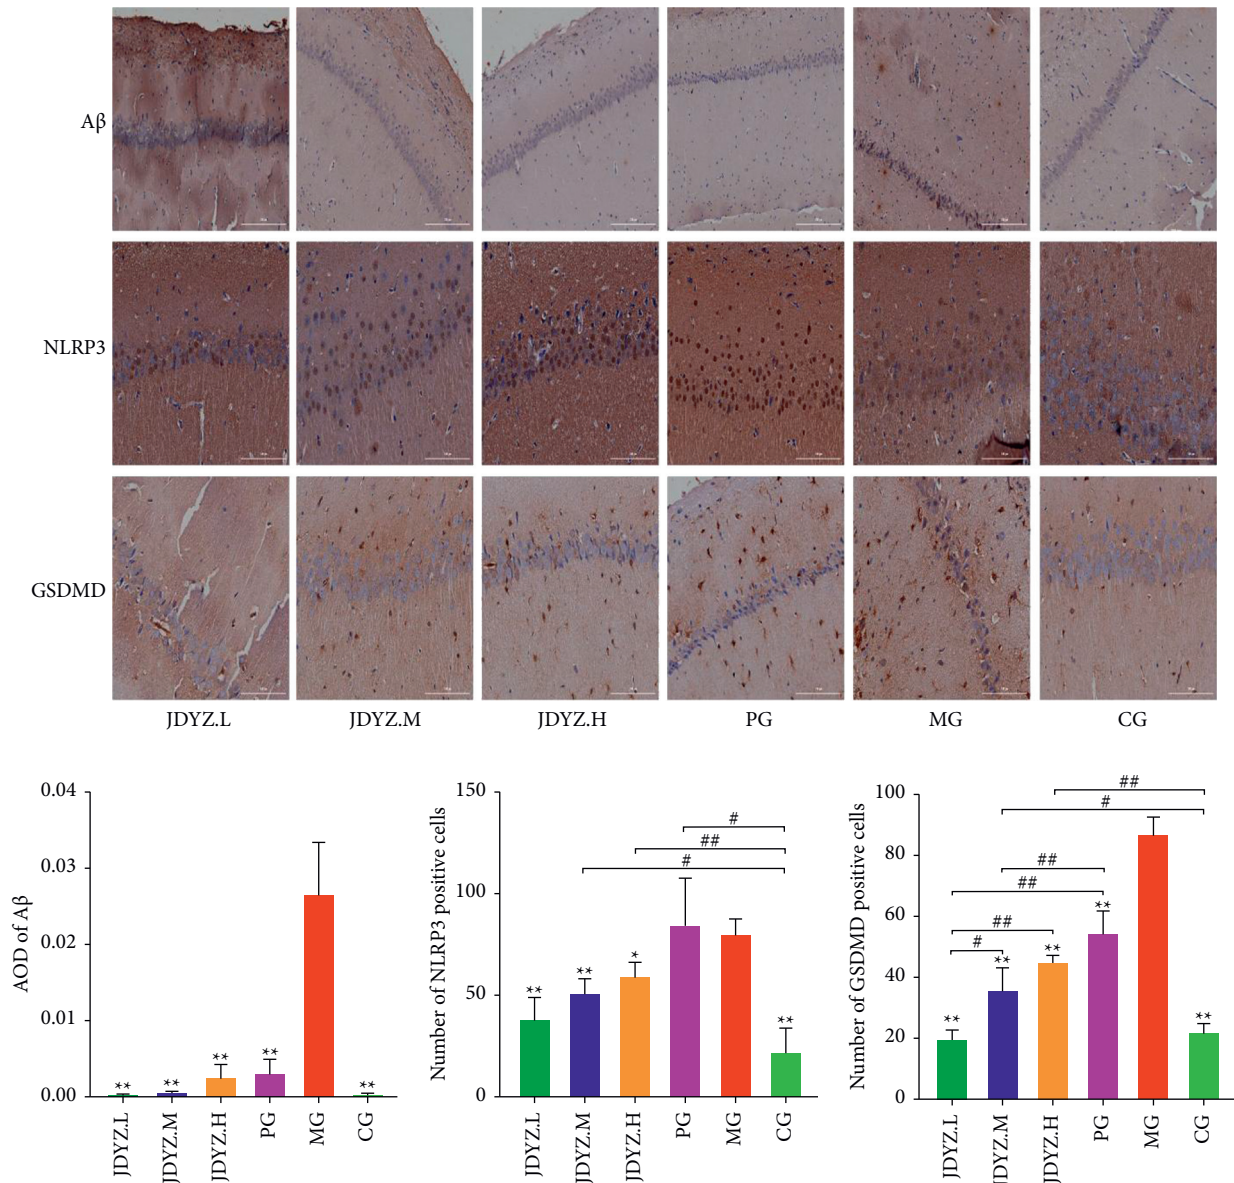 Aβ
NLRP3
GSDMD
JDYZ.L JDYZ.M JDYZ.H PG MG CG
0.04
0.03
0.02
0.01
0.00
AOD of Aβ
**
**
**
**
**
JDYZ.L
JDYZ.M
JDYZ.H
PG
MG
CG
150
100
50
0
Number of NLRP3 positive cells
#
##
#
**
**
*
**
JDYZ.L
JDYZ.M
JDYZ.H
PG
MG
CG
100
80
60
40
20
0
Number of GSDMD positive cells
##
#
##
##
##
#
**
**
**
**
**
JDYZ.L
JDYZ.M
JDYZ.H
PG
MG
CG